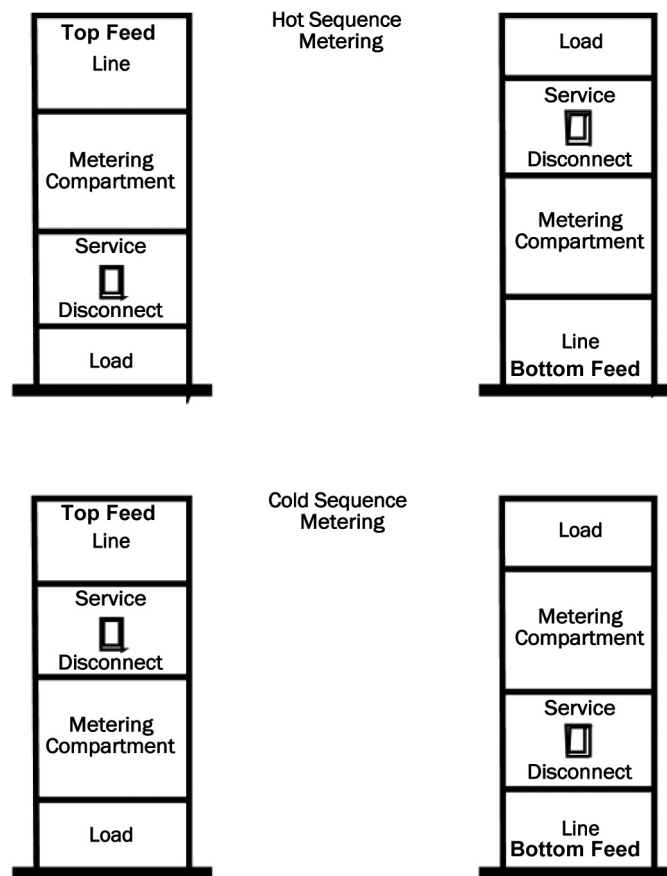 Hot Sequence
Metering
Top Feed
Line
Metering
Compartment
Service
Disconnect
Load
Load
Service
Disconnect
Metering
Compartment
Line
Bottom Feed
Cold Sequence
Metering
Top Feed
Line
Service
Disconnect
Metering
Compartment
Load
Load
Metering
Compartment
Service
Disconnect
Line
Bottom Feed